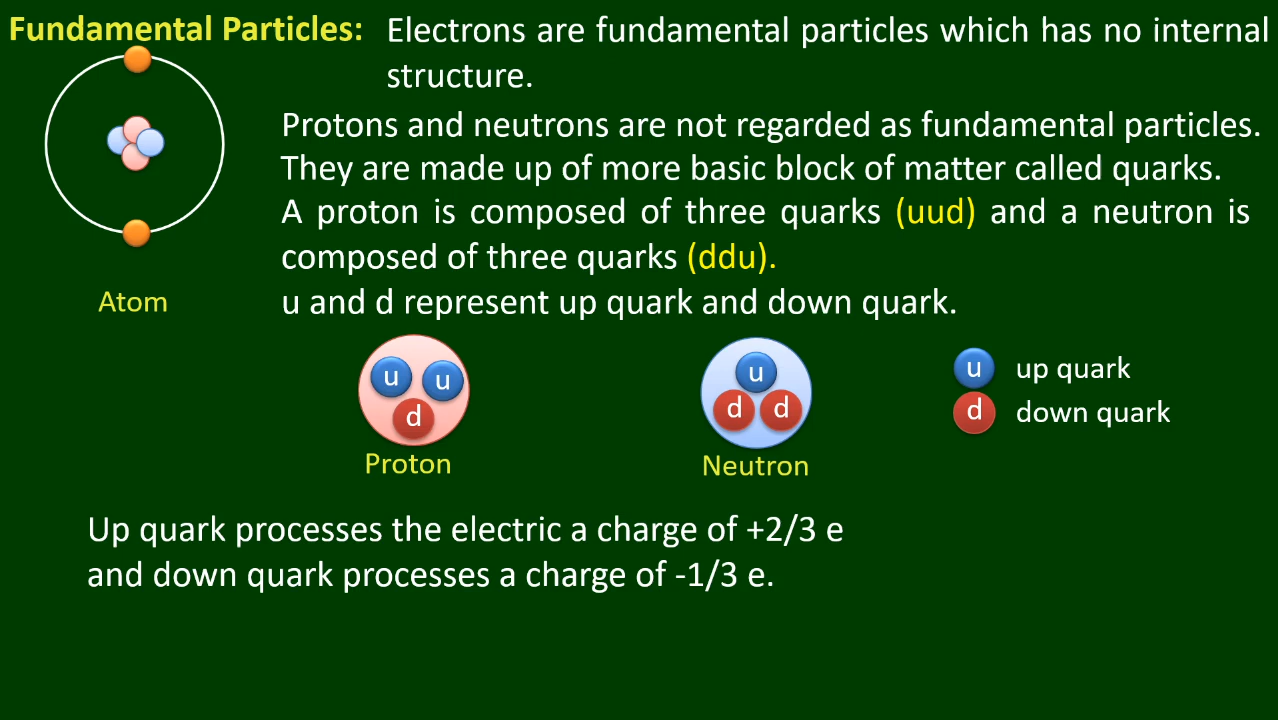 Fundamental Particles: Electrons are fundamental particles which has no internal
structure.
Protons and neutrons are not regarded as fundamental particles.
They are made up of more basic block of matter called quarks.
A proton is composed of three quarks (uud) and a neutron is
composed of three quarks (ddu).
Atom
u and d represent up quark and down quark.
u u
d
Proton
u
d d
Neutron
u up quark
d down quark
Up quark processes the electric a charge of +2/3 e
and down quark processes a charge of -1/3 e.